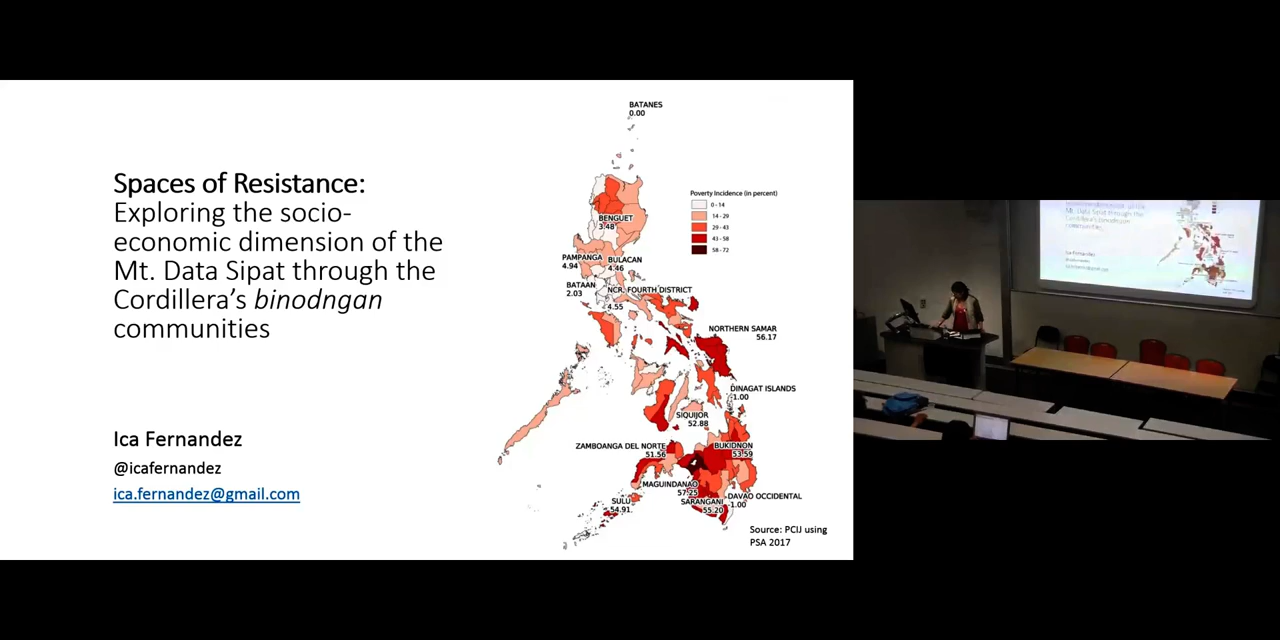 Spaces of Resistance:
Exploring the socio-
economic dimension of the
Mt. Data Sipat through the
Cordillera's binodngan
communities
Ica Fernandez
@icafernandez
ica.fernandez@gmail.com
BATANES
0.00
Poverty Incidence (in percent)
0 - 14
14 - 29
29 - 43
43 - 58
58 - 72
BENGUET
3.48
PAMPANGA
4.94
BULACAN
4.46
BATAAN
2.03
NCR, FOURTH DISTRICT
4.55
NORTHERN SAMAR
56.17
DINAGAT ISLANDS
-1.00
SIQUIJOR
52.88
ZAMBOANGA DEL NORTE
51.56
BUKIDNON
53.59
MAGUINDANAO
57.25
DAVAO OCCIDENTAL
-1.00
SARANGANI
55.20
SULU
54.91
Source: PCIJ using
PSA 2017